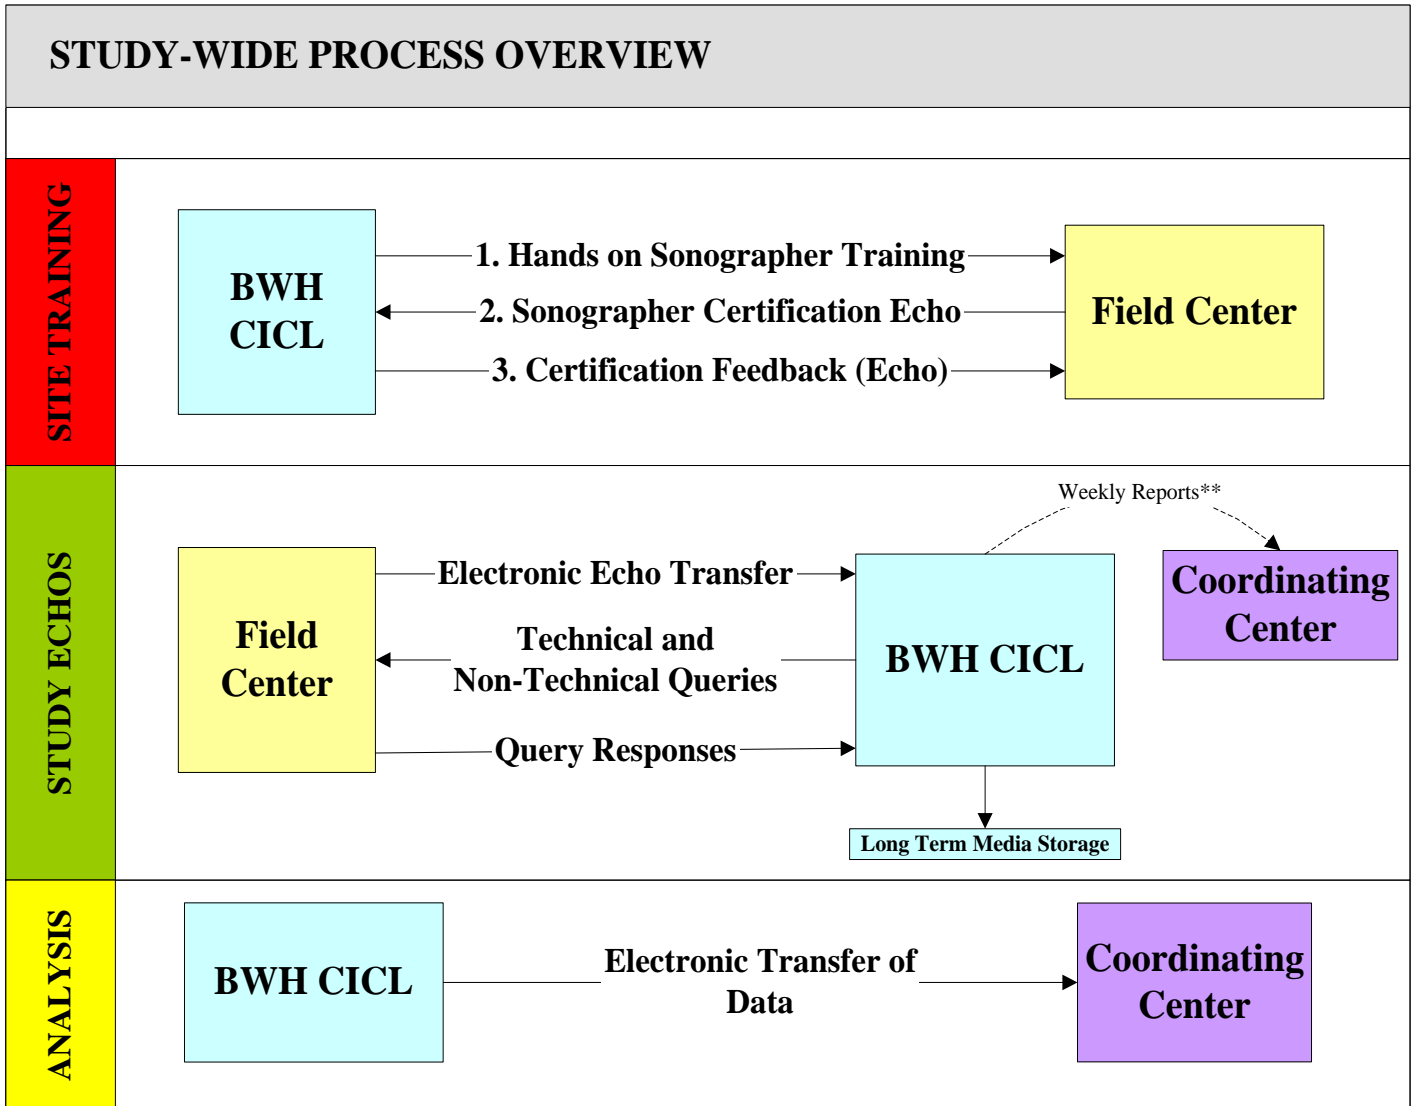 STUDY-WIDE PROCESS OVERVIEW
SITE TRAINING
BWH
CICL
1. Hands on Sonographer Training
2. Sonographer Certification Echo
3. Certification Feedback (Echo)
Field Center
STUDY ECHOS
Weekly Reports**
Field
Center
Electronic Echo Transfer
Technical and
Non-Technical Queries
Query Responses
BWH CICL
Coordinating
Center
Long Term Media Storage
ANALYSIS
BWH CICL
Electronic Transfer of
Data
Coordinating
Center